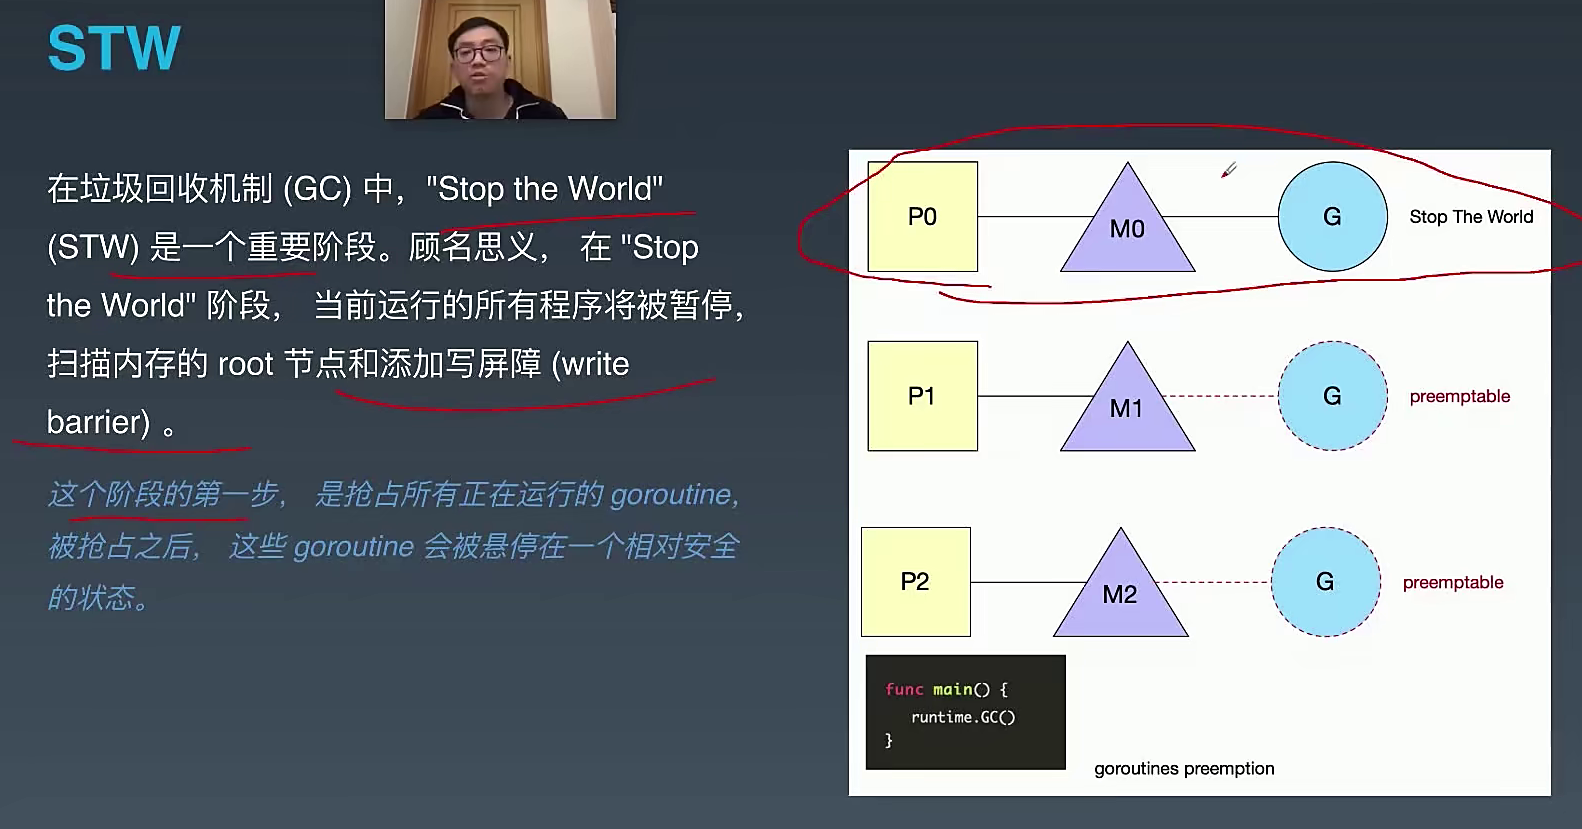 STW
在垃圾回收机制 (GC) 中，"Stop the World"
(STW) 是一个重要阶段。顾名思义， 在 "Stop
the World" 阶段， 当前运行的所有程序将被暂停，
扫描内存的 root 节点和添加写屏障 (write
barrier) 。
这个阶段的第一步， 是抢占所有正在运行的 goroutine，
被抢占之后， 这些 goroutine 会被悬停在一个相对安全
的状态。
P0 M0 G Stop The World
P1 M1 G preemptable
P2 M2 G preemptable
func main() {
runtime.GC()
}
goroutines preemption